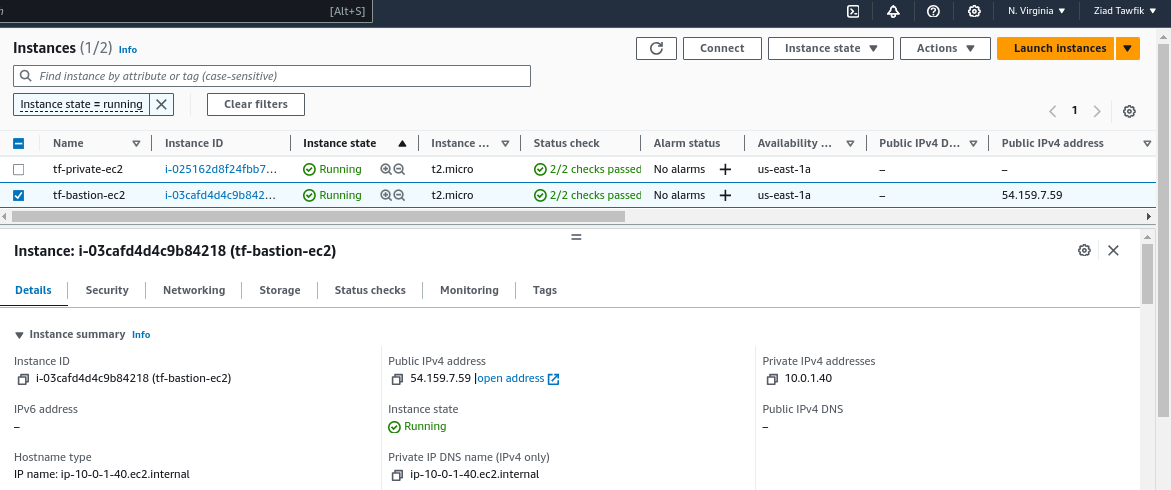 [Alt+S] N. Virginia Ziad Tawfik
Instances (1/2) Info Connect Instance state Actions Launch instances
Find instance by attribute or tag (case-sensitive)
Instance state = running Clear filters
1
Name Instance ID Instance state Instance ... Status check Alarm status Availability ... Public IPv4 D... Public IPv4 address
tf-private-ec2 i-025162d8f24fbb7... Running t2.micro 2/2 checks passed No alarms us-east-1a – –
tf-bastion-ec2 i-03cafd4d4c9b842... Running t2.micro 2/2 checks passed No alarms us-east-1a – 54.159.7.59
Instance: i-03cafd4d4c9b84218 (tf-bastion-ec2)
Details Security Networking Storage Status checks Monitoring Tags
Instance summary Info
Instance ID Public IPv4 address Private IPv4 addresses
i-03cafd4d4c9b84218 (tf-bastion-ec2) 54.159.7.59 |open address 10.0.1.40
IPv6 address Instance state Public IPv4 DNS
– Running –
Hostname type Private IP DNS name (IPv4 only)
IP name: ip-10-0-1-40.ec2.internal ip-10-0-1-40.ec2.internal